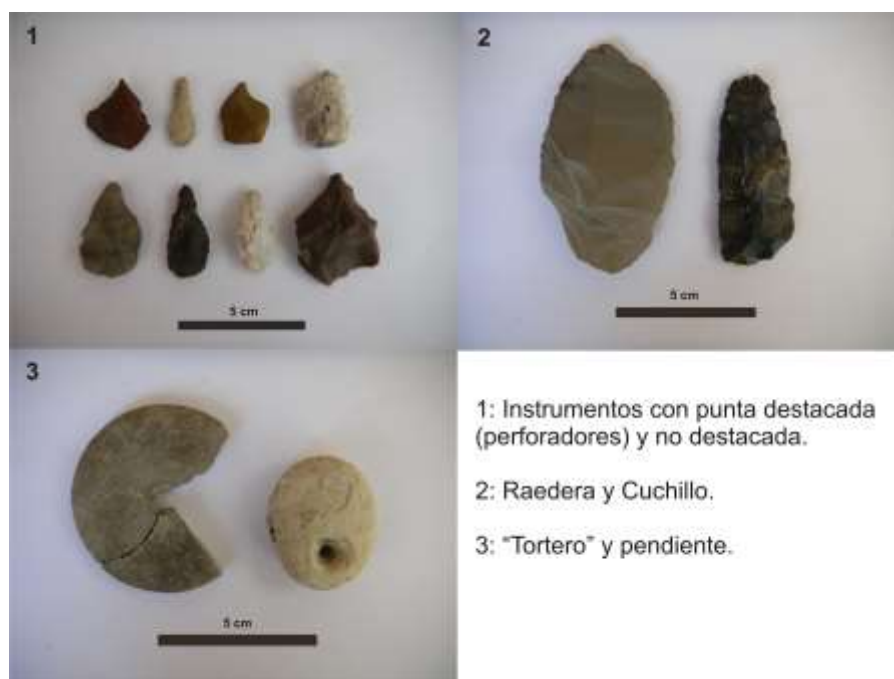 1
2
5 cm
5 cm
3
5 cm
1: Instrumentos con punta destacada
(perforadores) y no destacada.
2: Raedera y Cuchillo.
3: “Tortero” y pendiente.